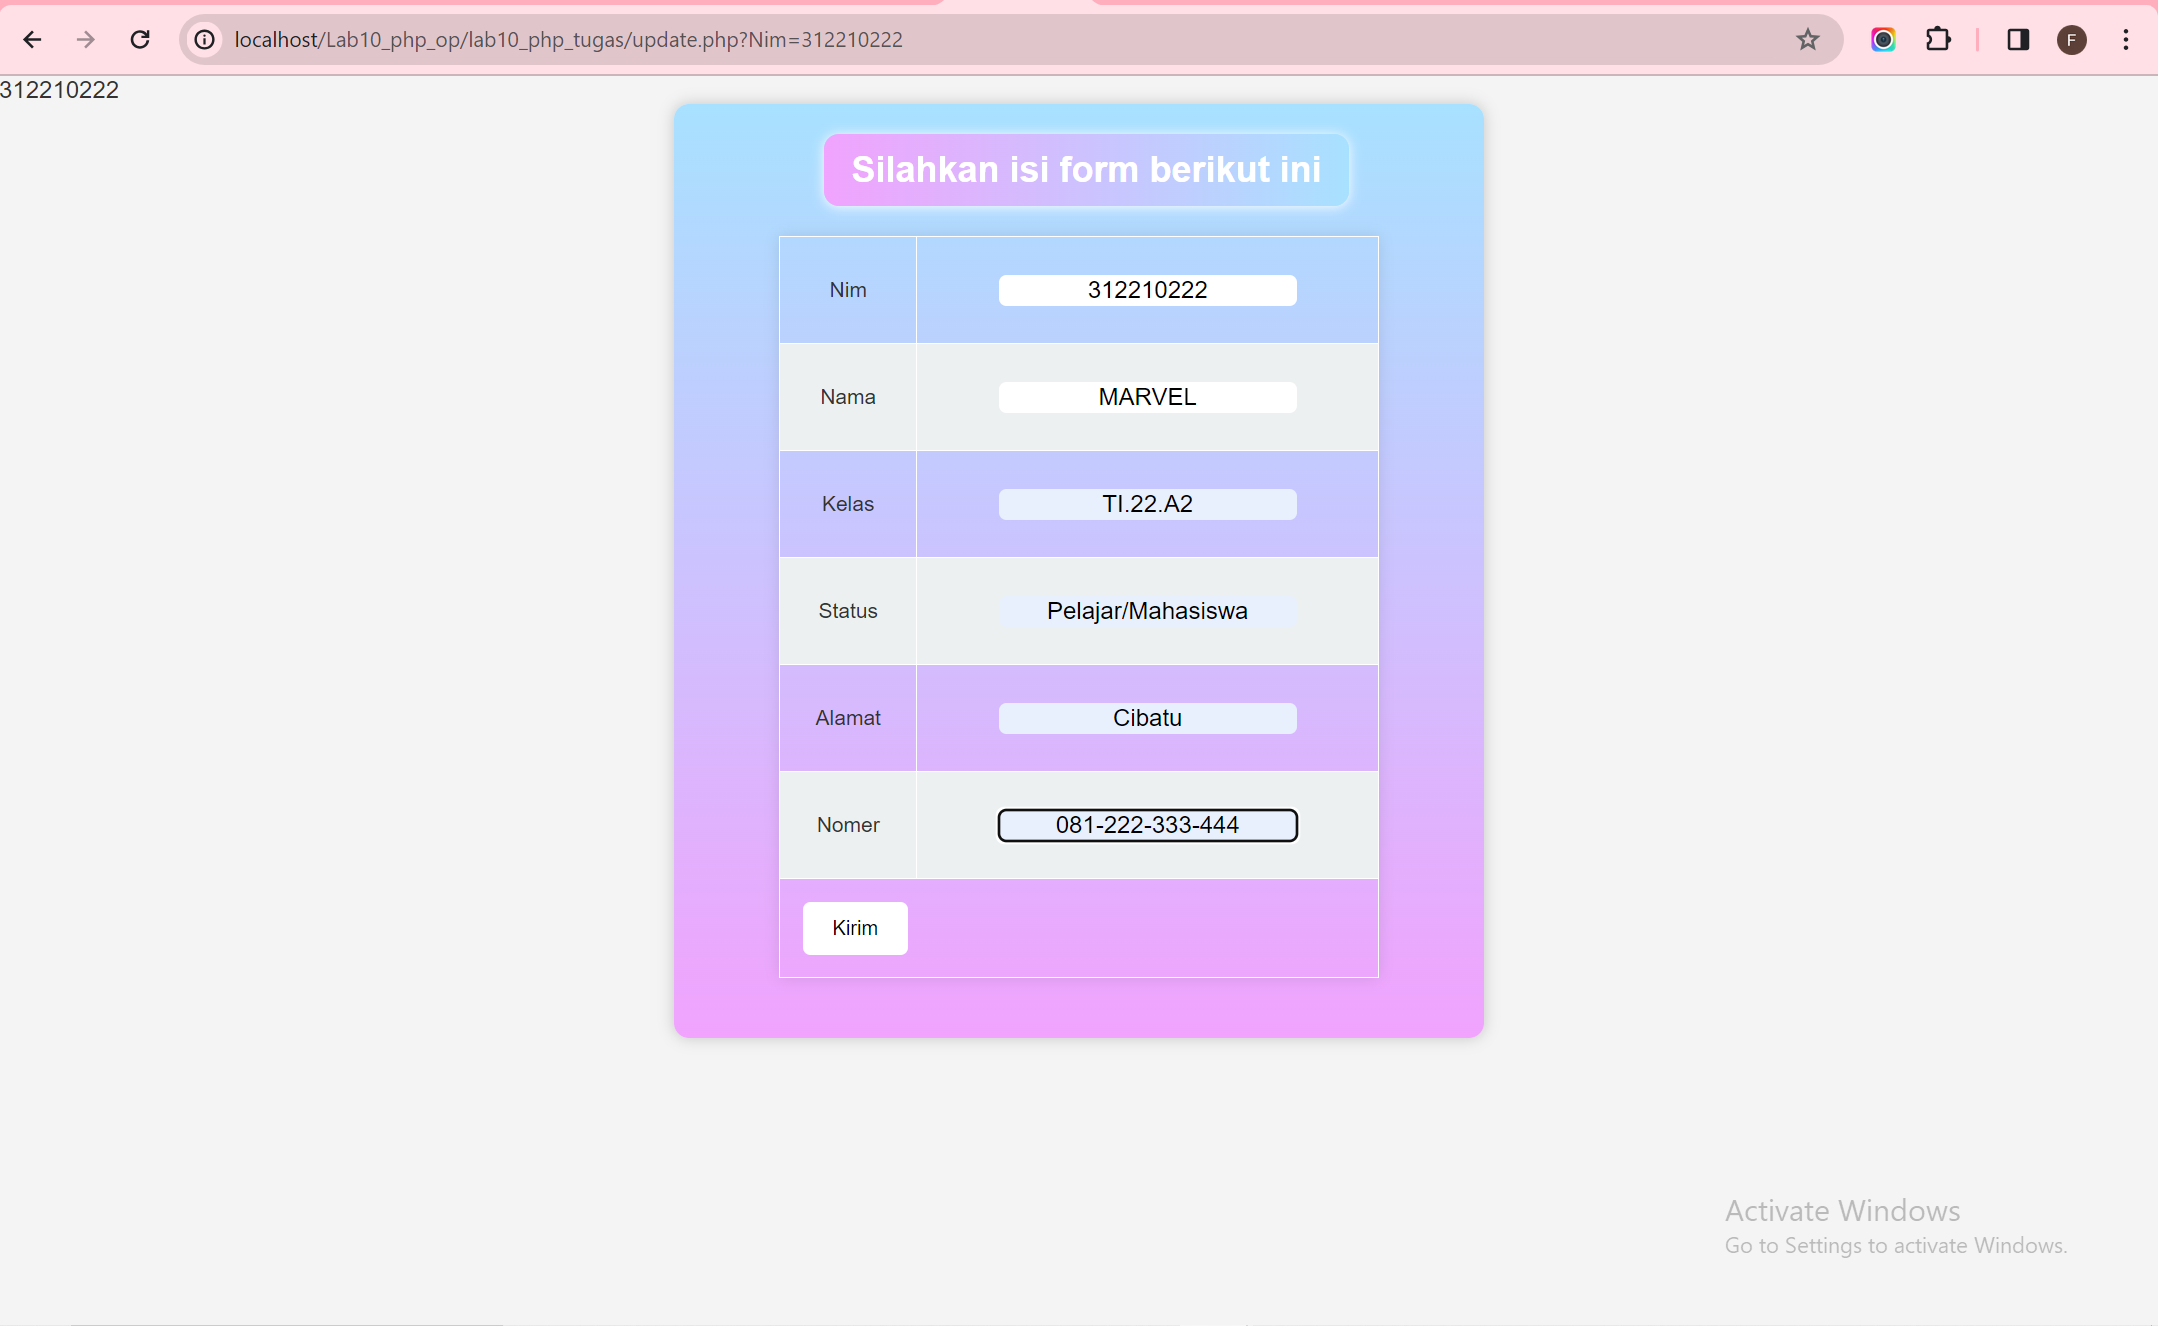 localhost/Lab10_php_op/lab10_php_tugas/update.php?Nim=312210222
F
312210222
Silahkan isi form berikut ini
Nim 312210222
Nama MARVEL
Kelas TI.22.A2
Status Pelajar/Mahasiswa
Alamat Cibatu
Nomer 081-222-333-444
Kirim
Activate Windows
Go to Settings to activate Windows.